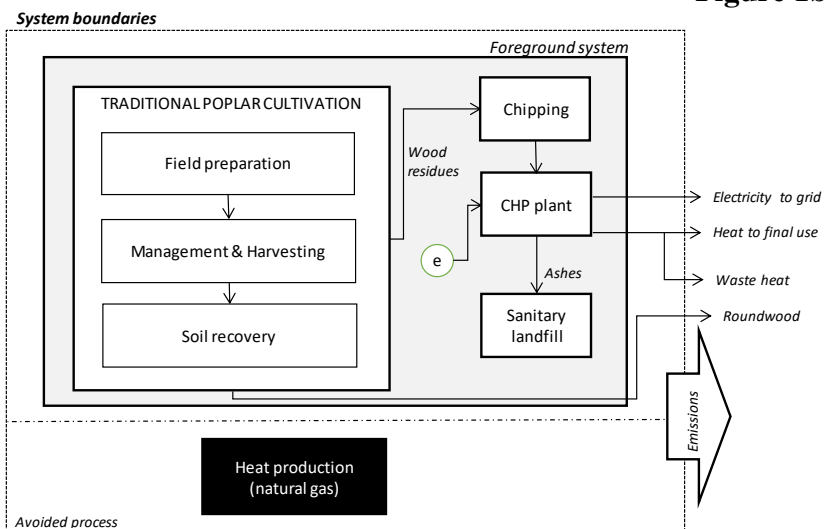 System boundaries
Foreground system
TRADITIONAL POPLAR CULTIVATION
Field preparation
Management & Harvesting
Soil recovery
Wood
residues
Chipping
CHP plant
e
Ashes
Sanitary
landfill
Electricity to grid
Heat to final use
Waste heat
Roundwood
Emissions
Heat production
(natural gas)
Avoided process